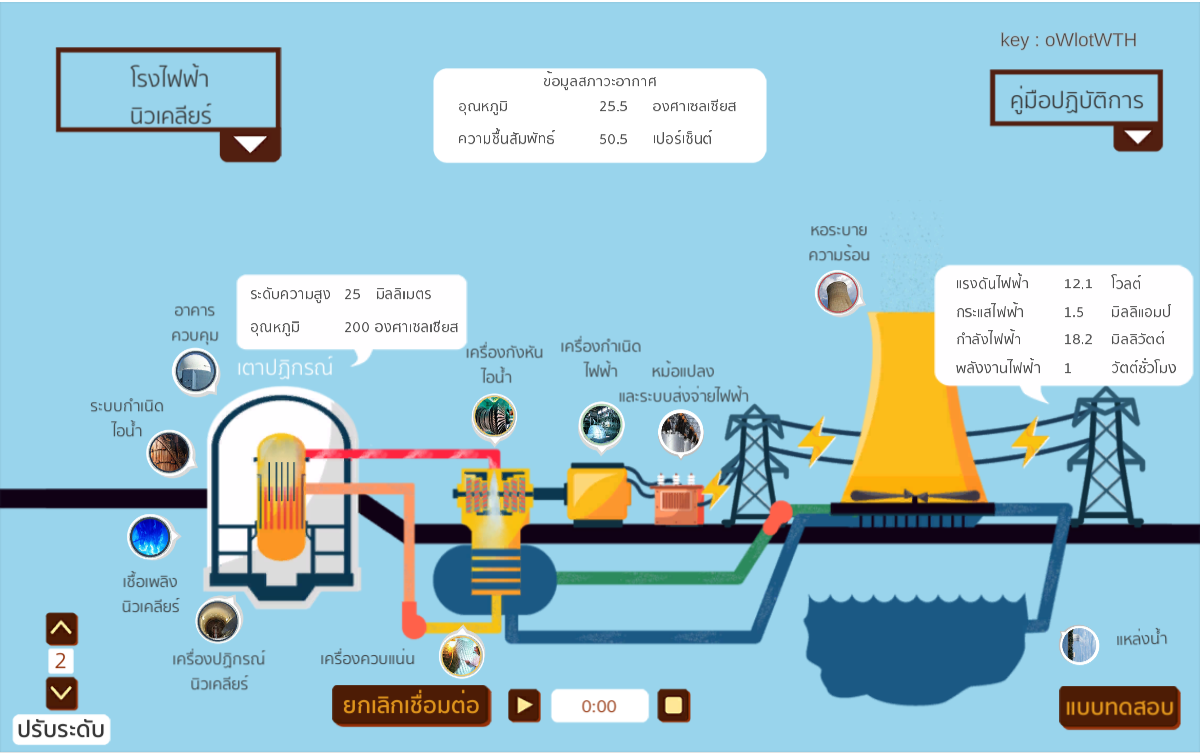 key : oWlotWTH
โรงไฟฟ้า
นิวเคลียร์
ข้อมูลสภาวะอากาศ
อุณหภูมิ 25.5 องศาเซลเซียส
ความชื้นสัมพัทธ์ 50.5 เปอร์เซ็นต์
คู่มือปฏิบัติการ
หอระบาย
ความร้อน
แรงดันไฟฟ้า 12.1 โวลต์
กระแสไฟฟ้า 1.5 มิลลิแอมป์
กำลังไฟฟ้า 18.2 มิลลิวัตต์
พลังงานไฟฟ้า 1 วัตต์ชั่วโมง
ระดับความสูง 25 มิลลิเมตร
อุณหภูมิ 200 องศาเซลเซียส
อาคาร
ควบคุม
เตาปฏิกรณ์
เครื่องกังหัน
ไอน้ำ
เครื่องกำเนิด
ไฟฟ้า
หม้อแปลง
และระบบส่งจ่ายไฟฟ้า
ระบบกำเนิด
ไอน้ำ
เชื้อเพลิง
นิวเคลียร์
เครื่องปฏิกรณ์
นิวเคลียร์
เครื่องควบแน่น
แหล่งน้ำ
2
ปรับระดับ
ยกเลิกเชื่อมต่อ
0:00
แบบทดสอบ